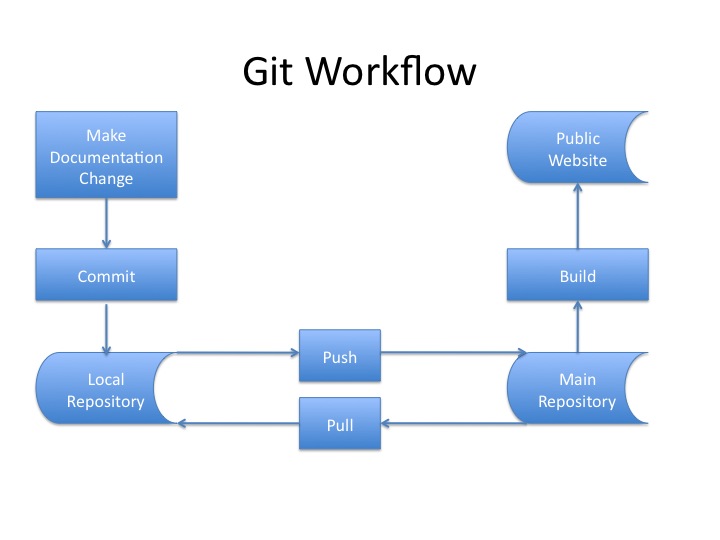 Git Workflow
Make
Documentation
Change
Public
Website
Commit
Build
Push
Local
Repository
Main
Repository
Pull